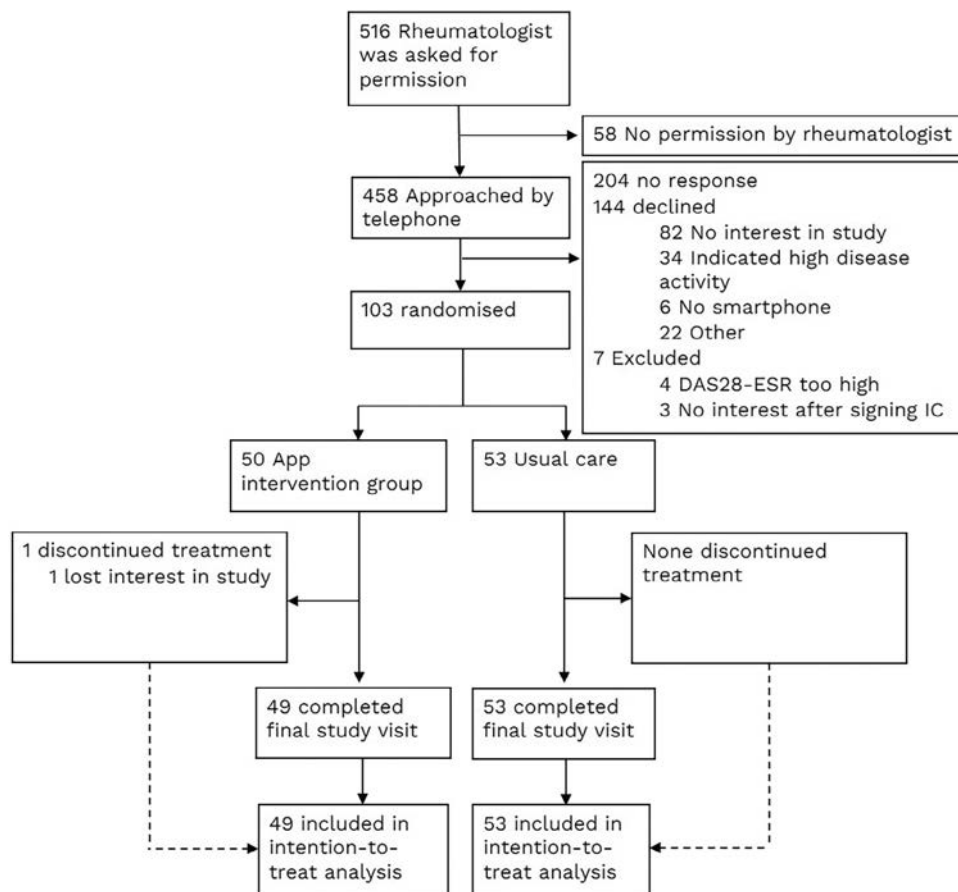 516 Rheumatologist
was asked for
permission
58 No permission by rheumatologist
458 Approached by
telephone
204 no response
144 declined
82 No interest in study
34 Indicated high disease
activity
6 No smartphone
22 Other
7 Excluded
4 DAS28-ESR too high
3 No interest after signing IC
103 randomised
50 App
intervention group
53 Usual care
1 discontinued treatment
1 lost interest in study
None discontinued
treatment
49 completed
final study visit
53 completed
final study visit
49 included in
intention-to-
treat analysis
53 included in
intention-to-
treat analysis